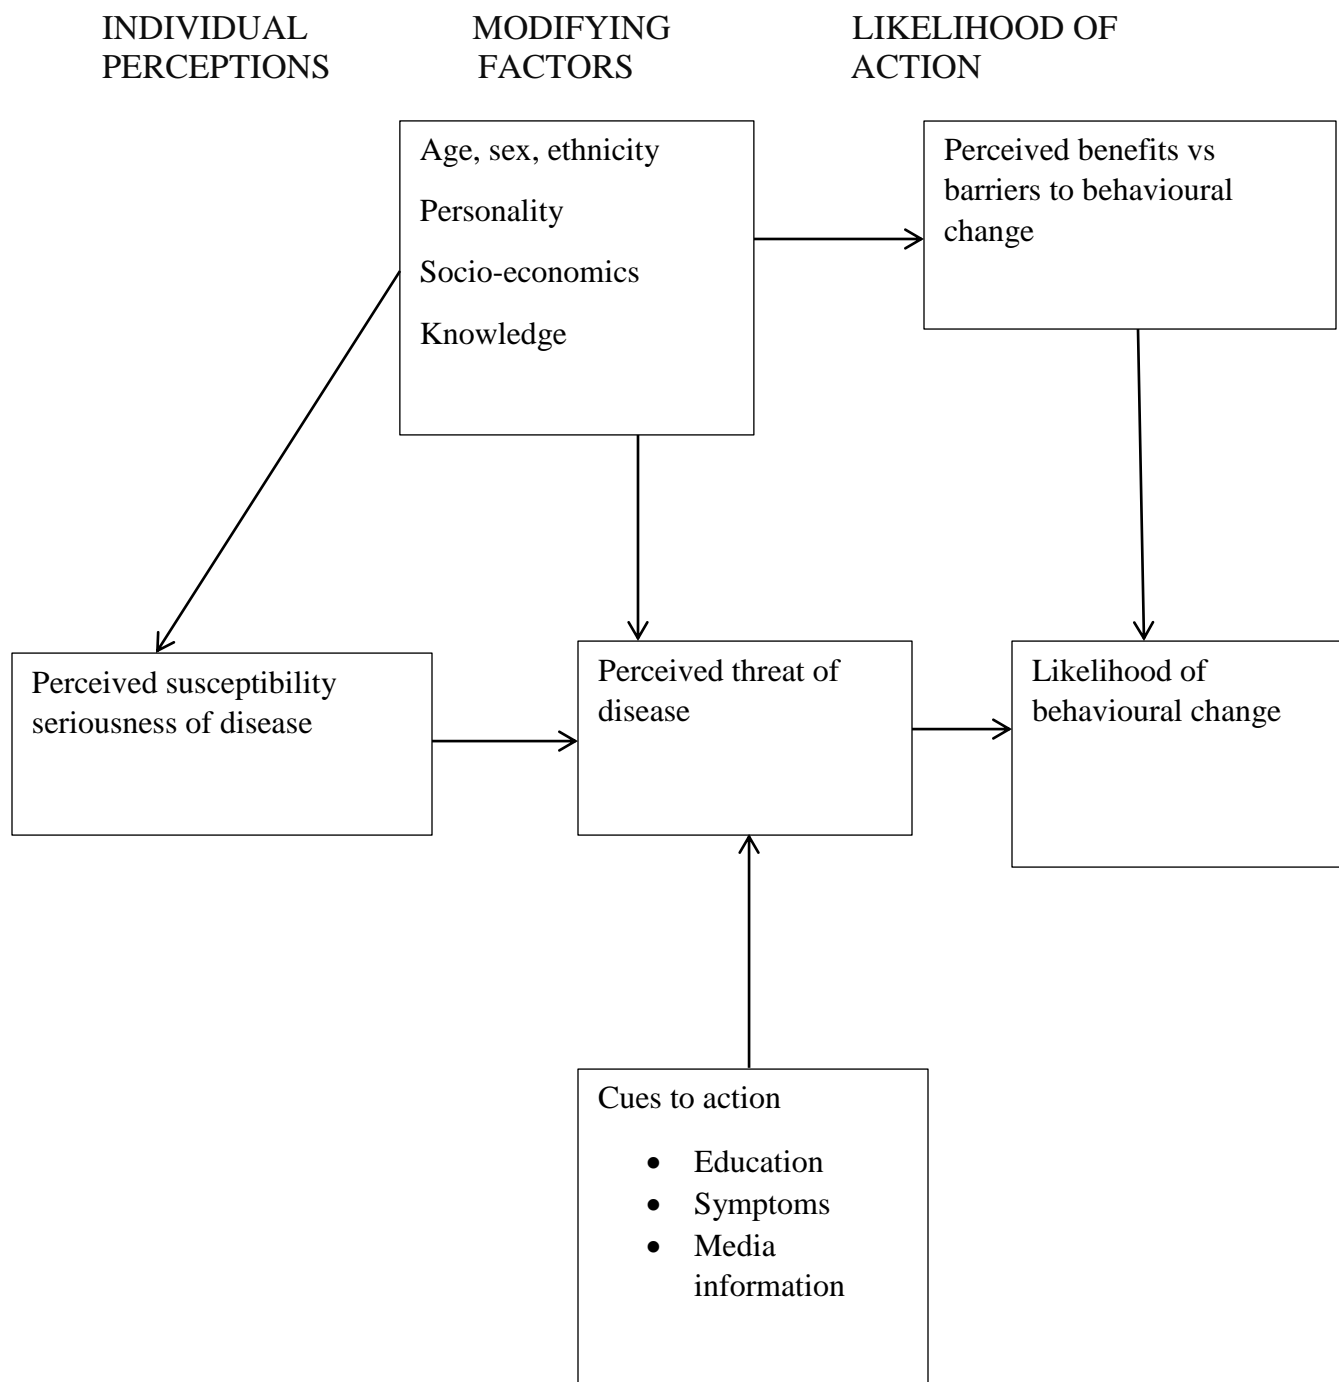 INDIVIDUAL
PERCEPTIONS
MODIFYING
FACTORS
LIKELIHOOD OF
ACTION
Age, sex, ethnicity
Personality
Socio-economics
Knowledge
Perceived benefits vs
barriers to behavioural
change
Perceived susceptibility
seriousness of disease
Perceived threat of
disease
Likelihood of
behavioural change
Cues to action
• Education
• Symptoms
• Media
information